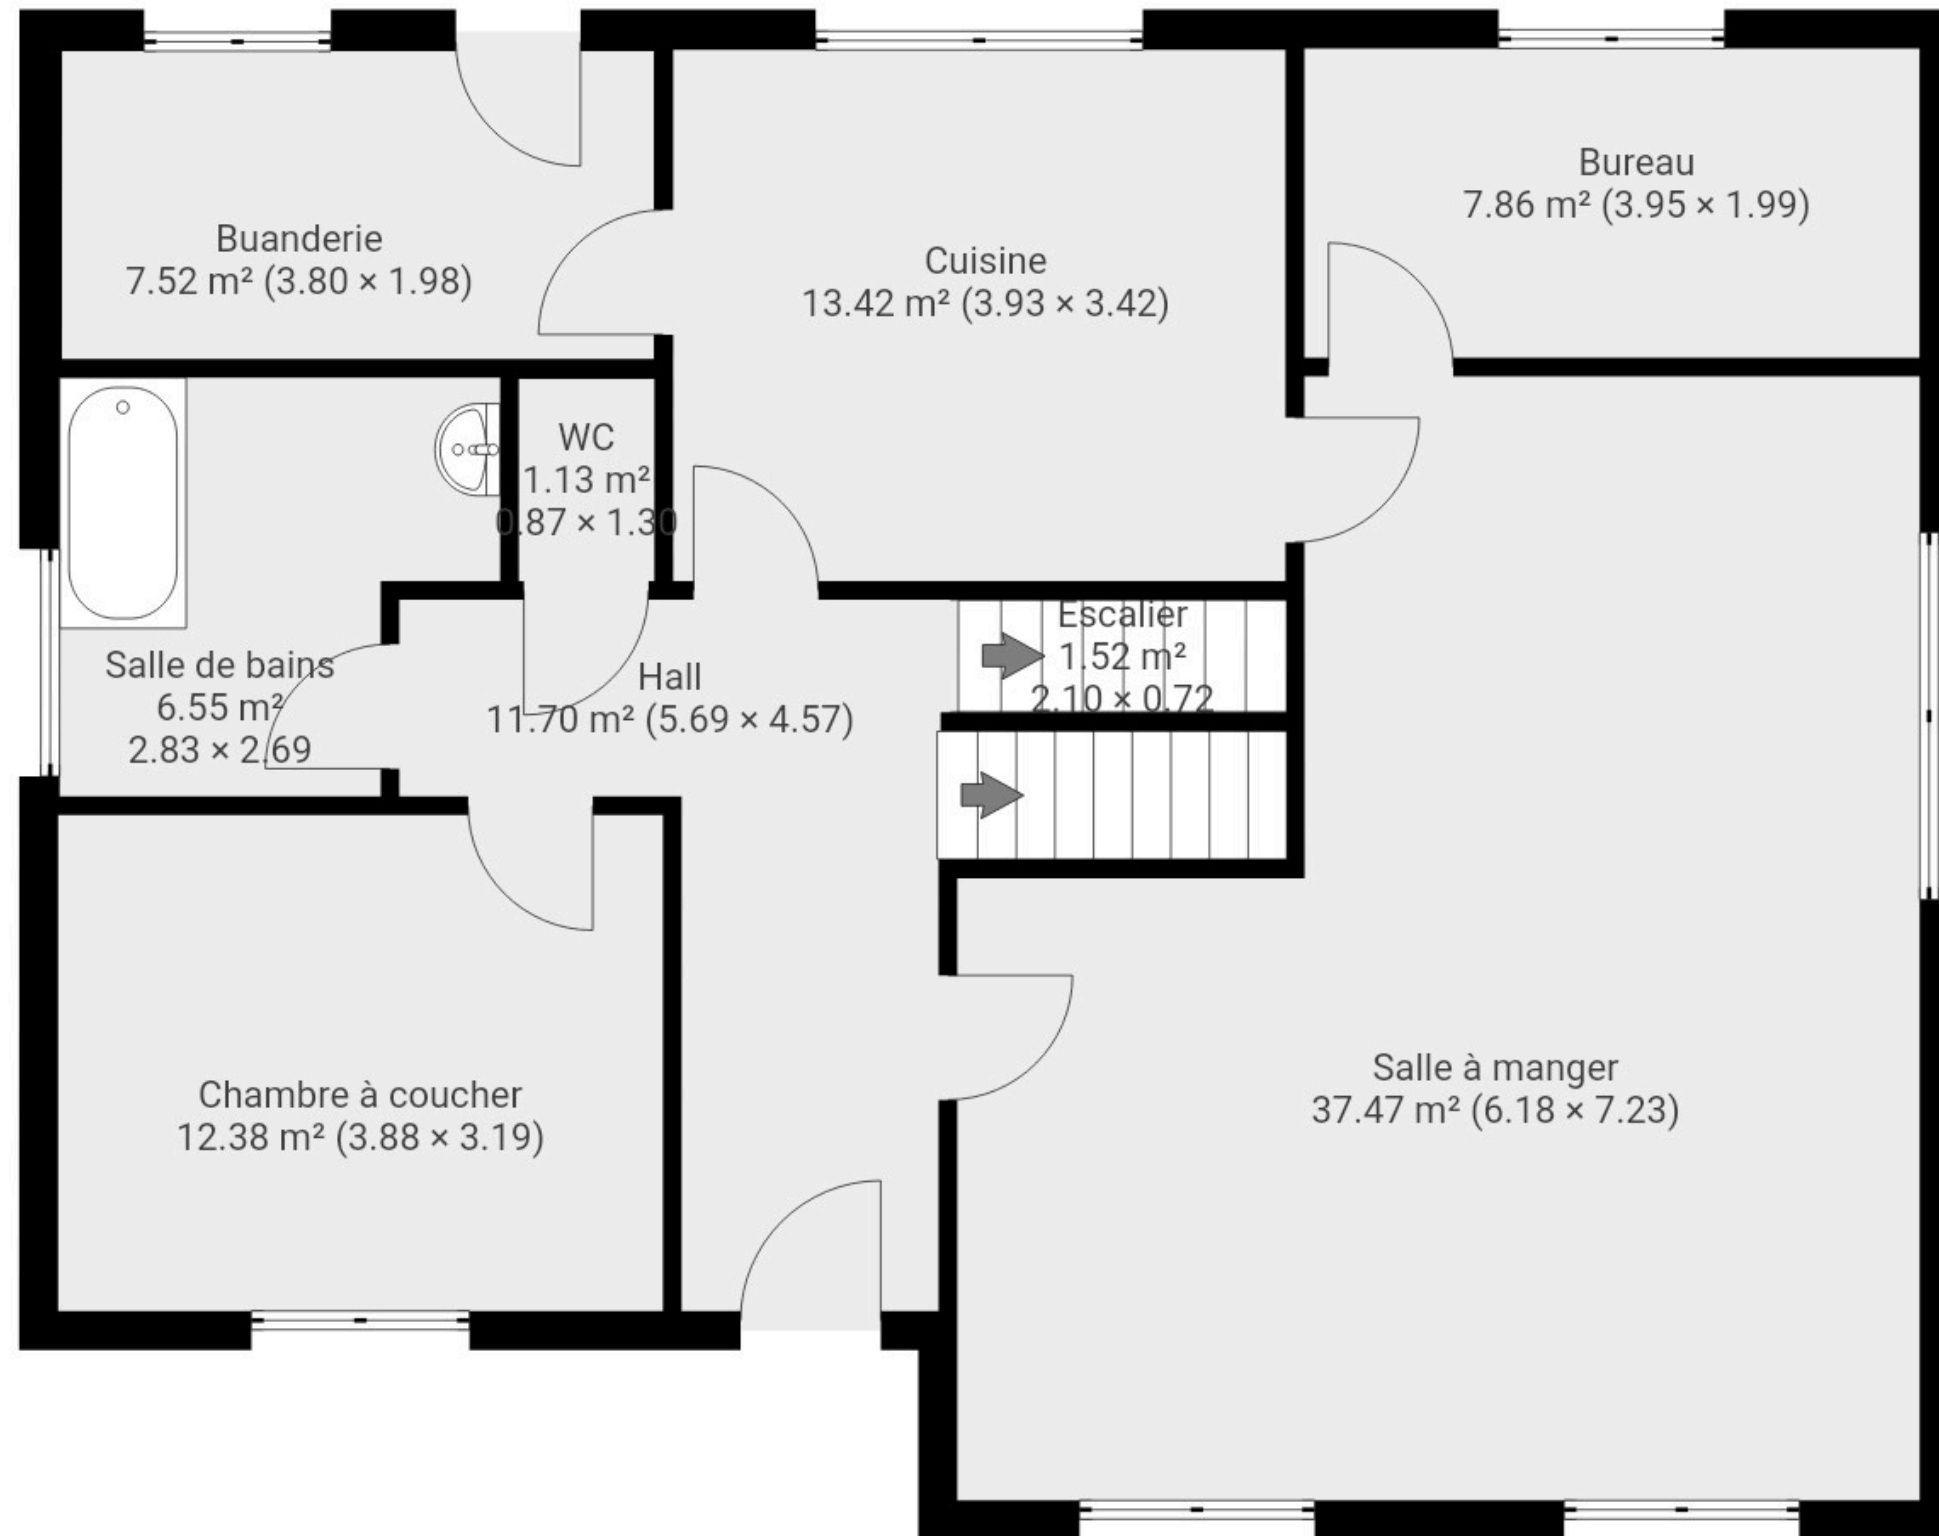 Buanderie
7.52 m² (3.80 × 1.98)
Cuisine
13.42 m² (3.93 × 3.42)
Bureau
7.86 m² (3.95 × 1.99)
WC
1.13 m²
0.87 × 1.30
Salle de bains
6.55 m²
2.83 × 2.69
Hall
11.70 m² (5.69 × 4.57)
Escalier
1.52 m²
2.10 × 0.72
Chambre à coucher
12.38 m² (3.88 × 3.19)
Salle à manger
37.47 m² (6.18 × 7.23)